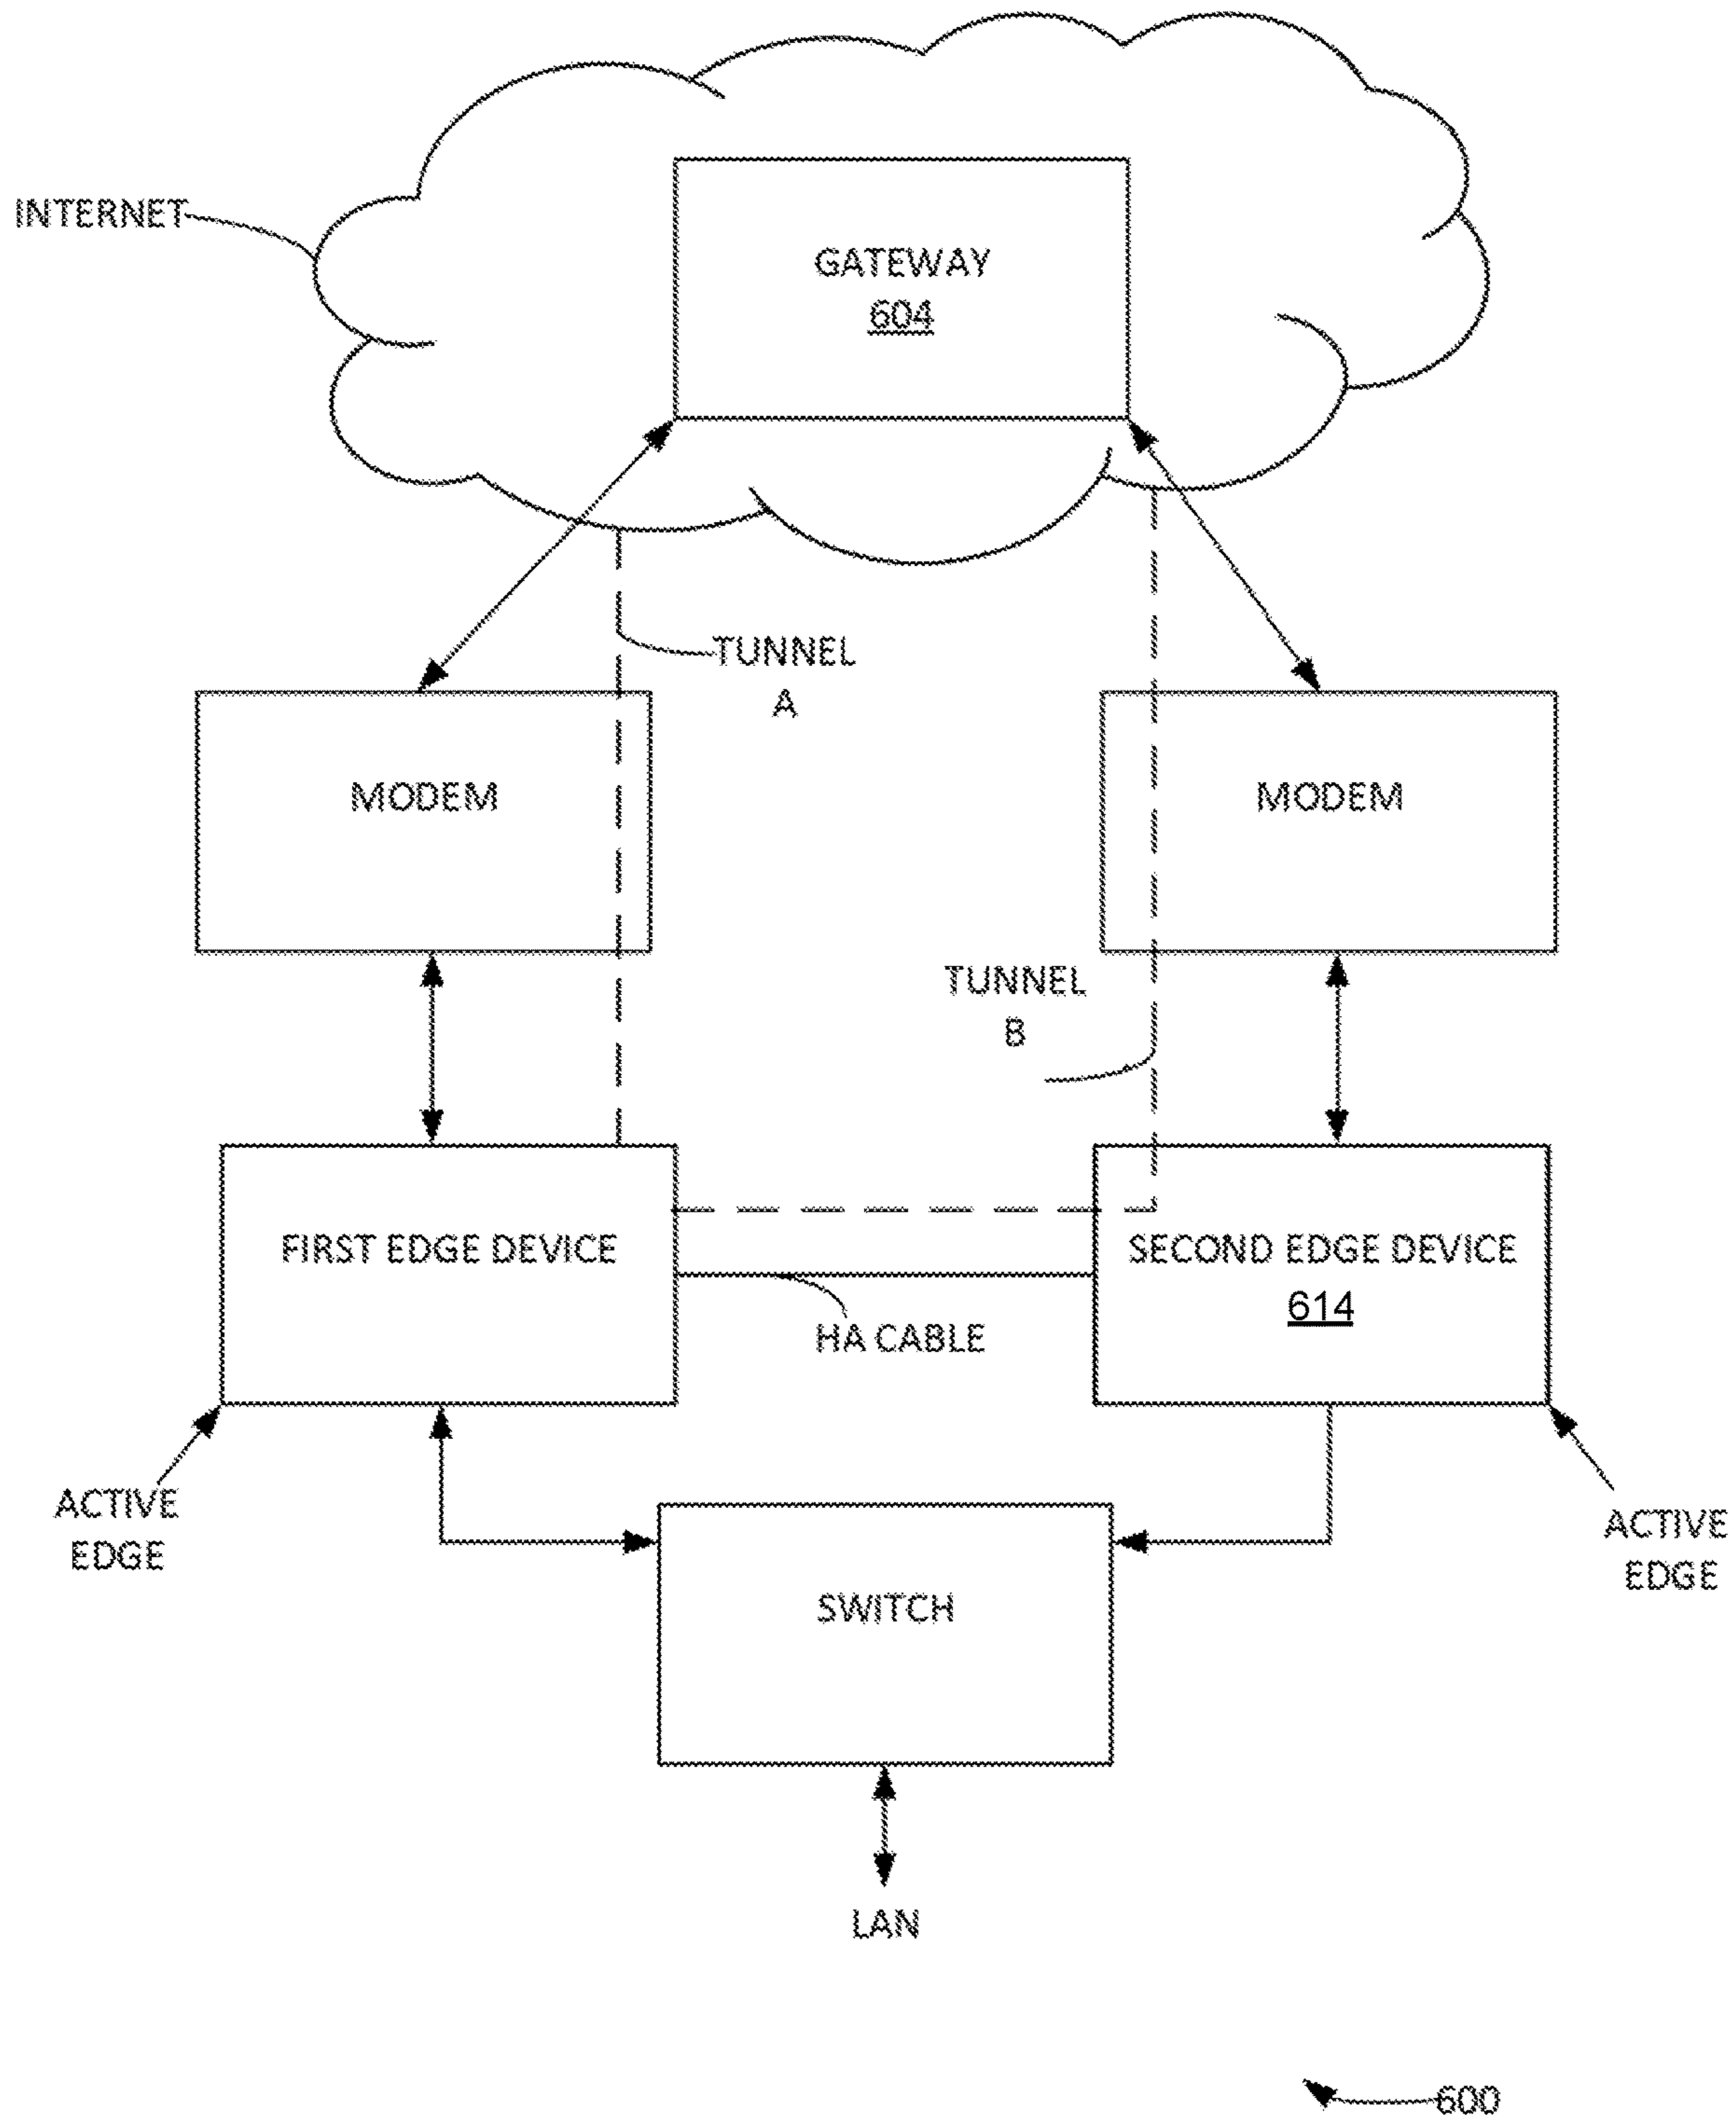 INTERNET
GATEWAY
604
TUNNEL
A
MODEM
MODEM
TUNNEL
B
FIRST EDGE DEVICE
SECOND EDGE DEVICE
614
HA CABLE
ACTIVE
EDGE
ACTIVE
EDGE
SWITCH
LAN
600